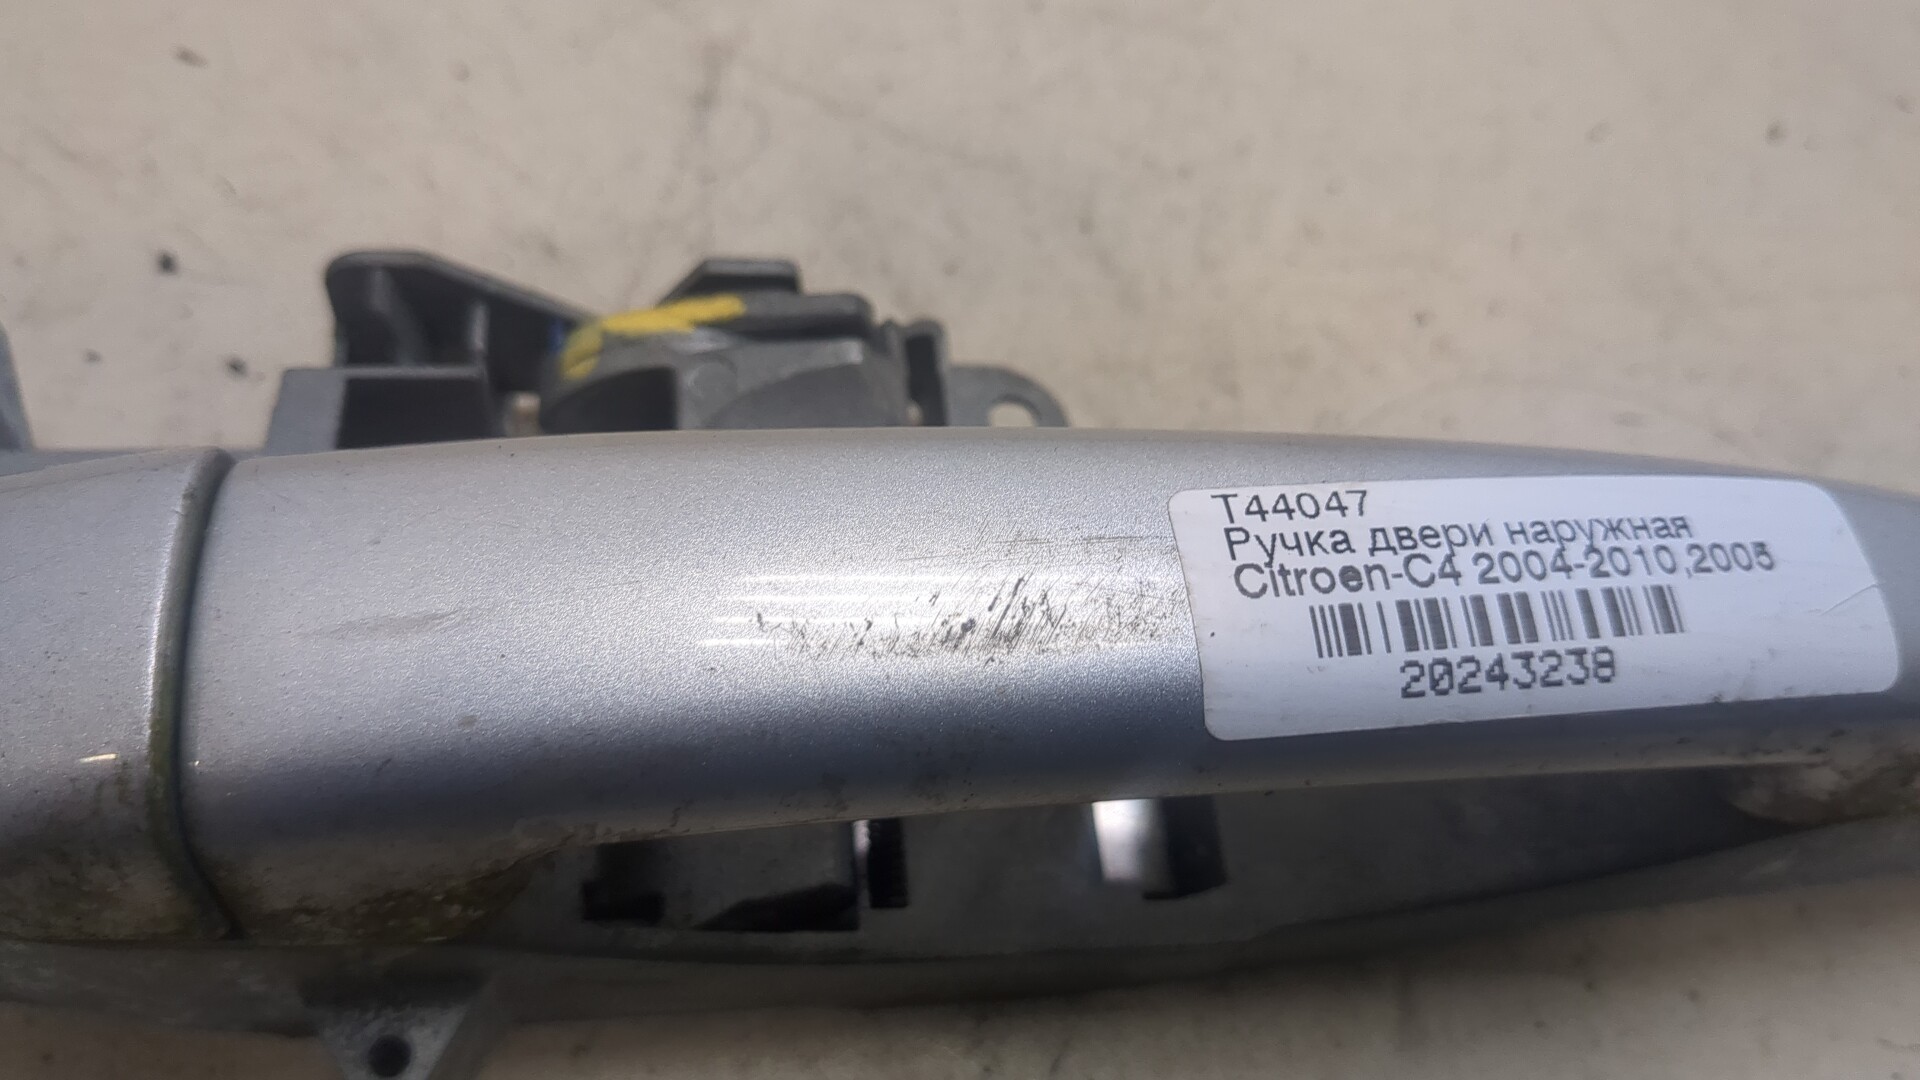 T44047
Ручка двери наружная
Citroen-C4 2004-2010,2005
20243238